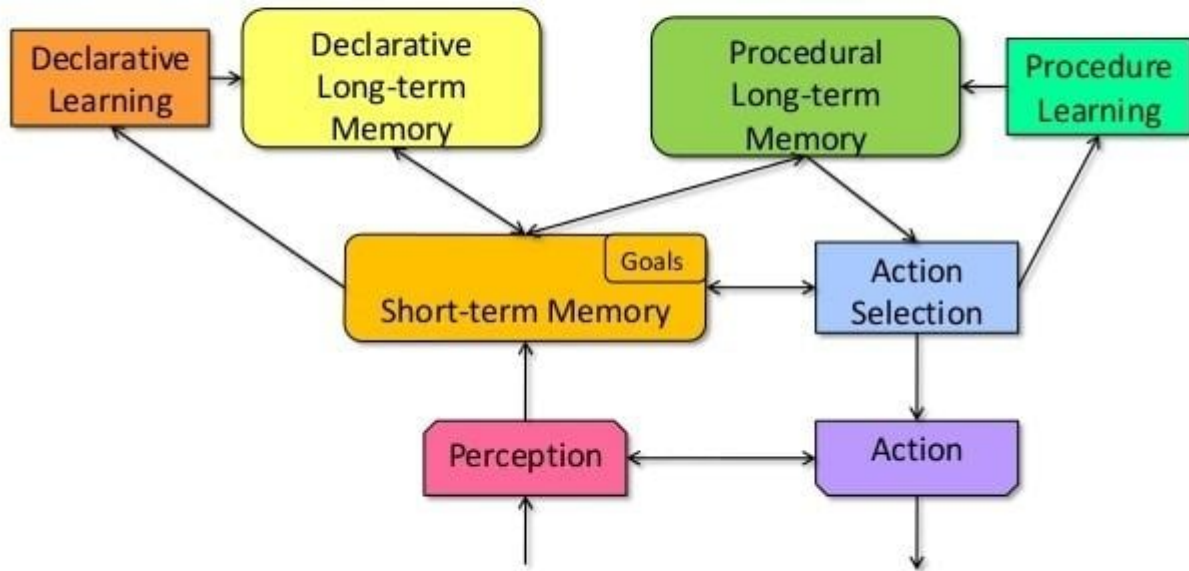 Declarative
Learning
Declarative
Long-term
Memory
Procedural
Long-term
Memory
Procedure
Learning
Goals
Short-term Memory
Action
Selection
Perception
Action